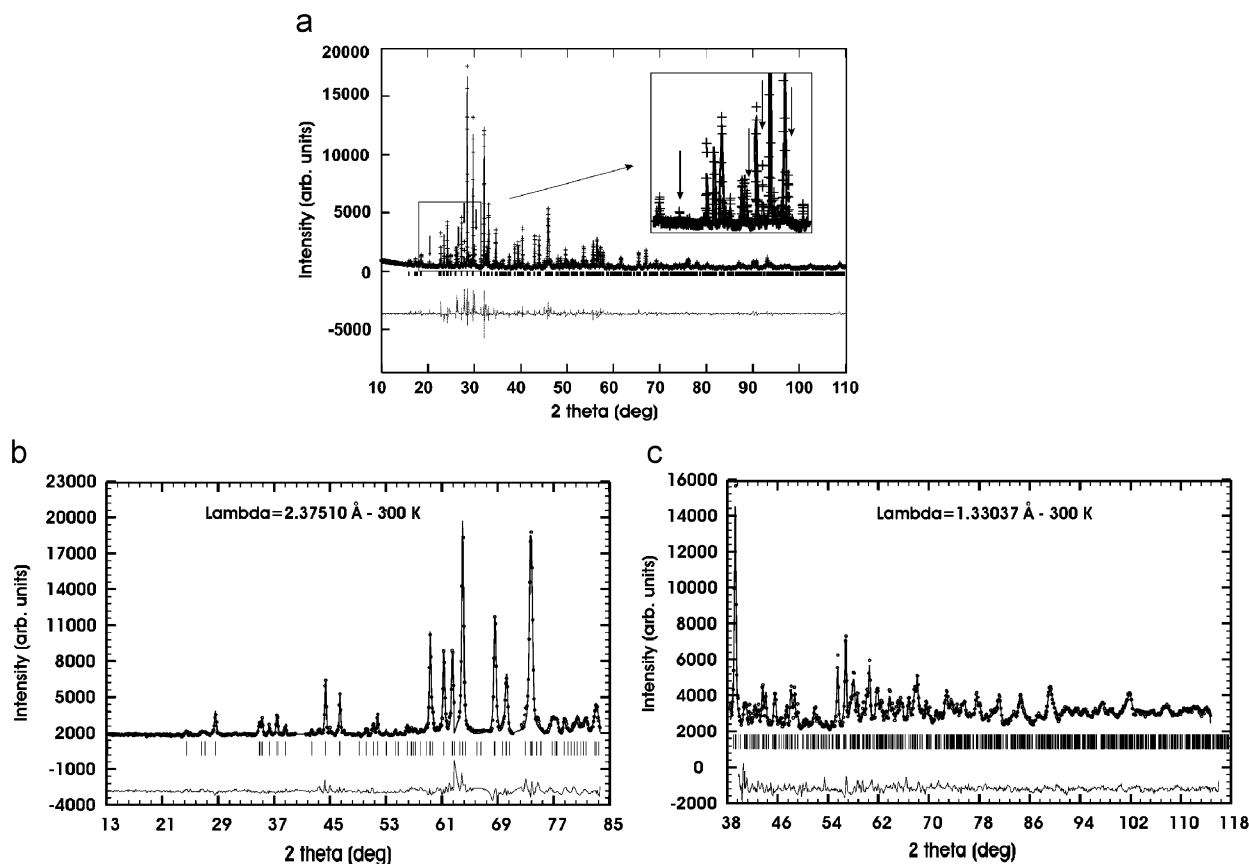 a
20000
15000
10000
5000
0
-5000
Intensity (arb. units)
10 20 30 40 50 60 70 80 90 100 110
2 theta (deg)
b
23000
20000
17000
14000
11000
8000
5000
2000
-1000
-4000
Intensity (arb. units)
Lambda=2.37510 Å - 300 K
13 21 29 37 45 53 61 69 77 85
2 theta (deg)
c
16000
14000
12000
10000
8000
6000
4000
2000
0
-2000
Intensity (arb. units)
Lambda=1.33037 Å - 300 K
38 46 54 62 70 78 86 94 102 110 118
2 theta (deg)